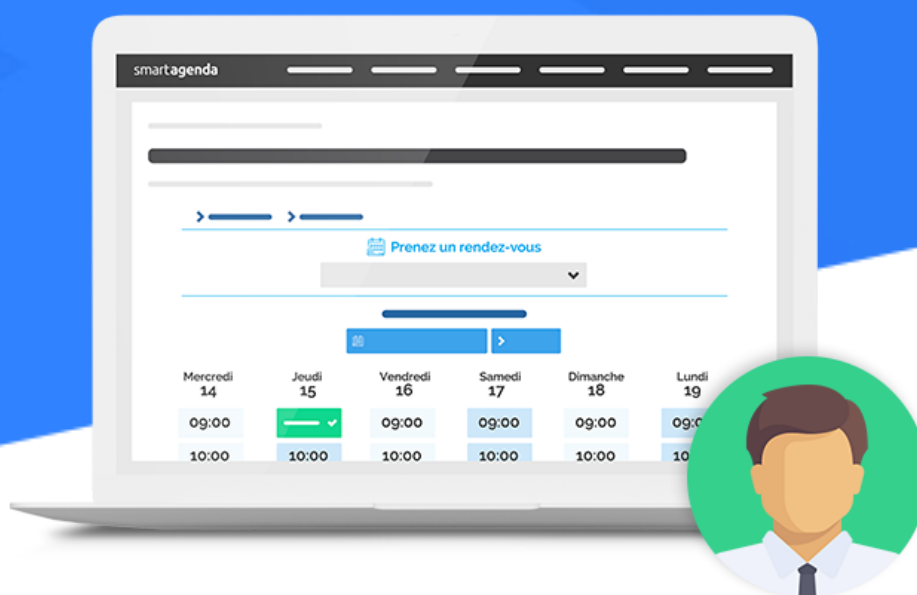 smartagenda
Prenez un rendez-vous
Mercredi Jeudi Vendredi Samedi Dimanche Lundi
14 15 16 17 18 19
09:00 09:00 09:00 09:00
10:00 10:00 10:00 10:00 10:00